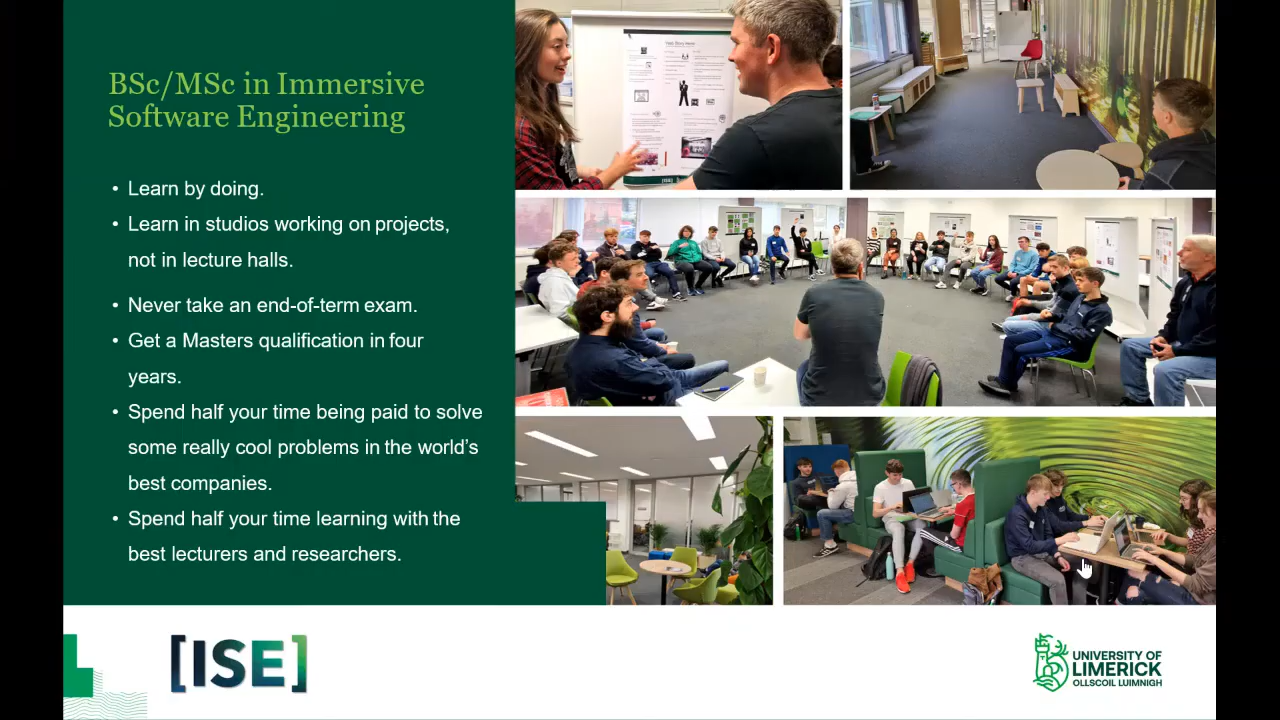 BSc/MSc in Immersive
Software Engineering
• Learn by doing.
• Learn in studios working on projects,
not in lecture halls.
• Never take an end-of-term exam.
• Get a Masters qualification in four
years.
• Spend half your time being paid to solve
some really cool problems in the world's
best companies.
• Spend half your time learning with the
best lecturers and researchers.
[ISE]
UNIVERSITY OF
LIMERICK
OLLSCOIL LUIMNIGH